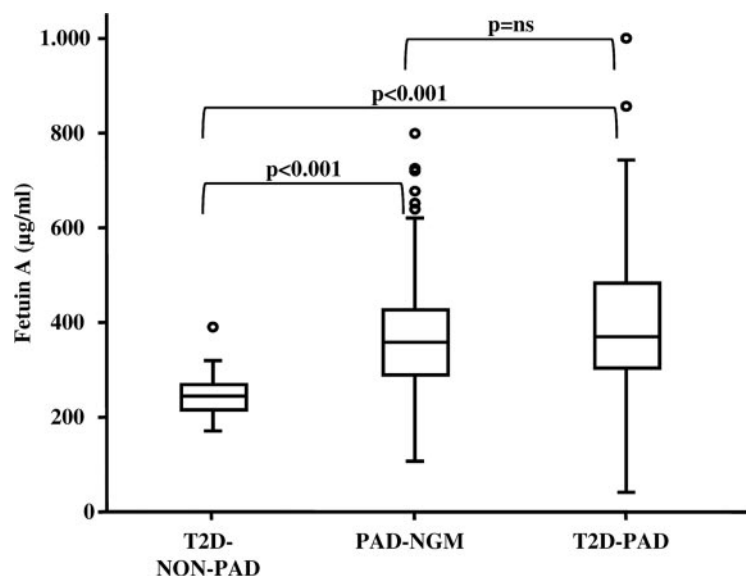 1.000
p=ns
p<0.001
800
p<0.001
600
Fetuin A (µg/ml)
400
200
0
T2D-
NON-PAD
PAD-NGM
T2D-PAD